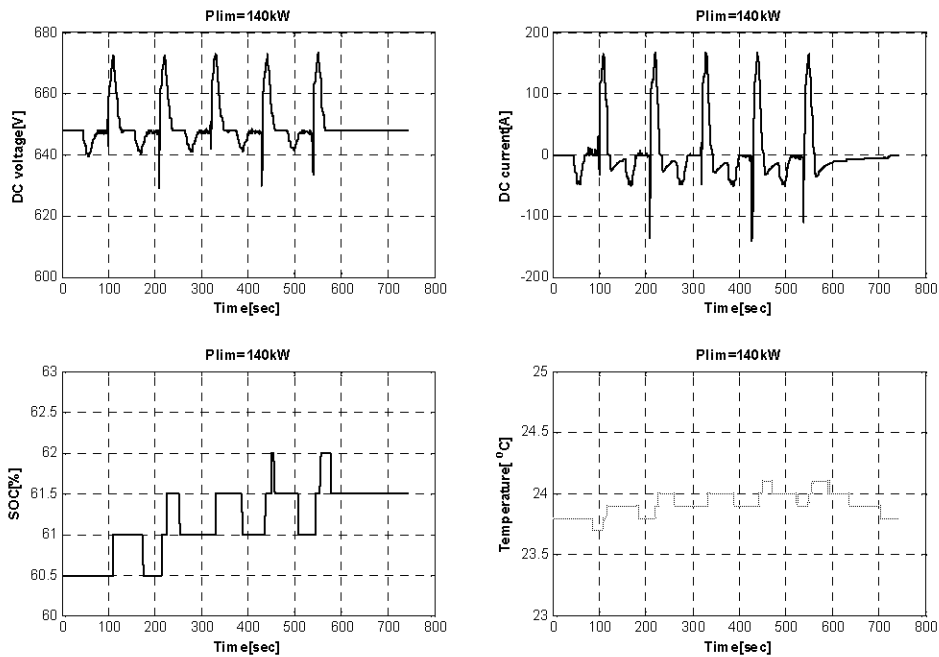 Plim=140kW
680
660
640
620
600
DC voltage[V]
0 100 200 300 400 500 600 700 800
Time[sec]
Plim=140kW
200
100
0
-100
-200
DC current[A]
0 100 200 300 400 500 600 700 800
Time[sec]
Plim=140kW
63
62.5
62
61.5
61
60.5
60
SOC[%]
0 100 200 300 400 500 600 700 800
Time[sec]
Plim=140kW
25
24.5
24
23.5
23
Temperature[ ⁰C]
0 100 200 300 400 500 600 700 800
Time[sec]